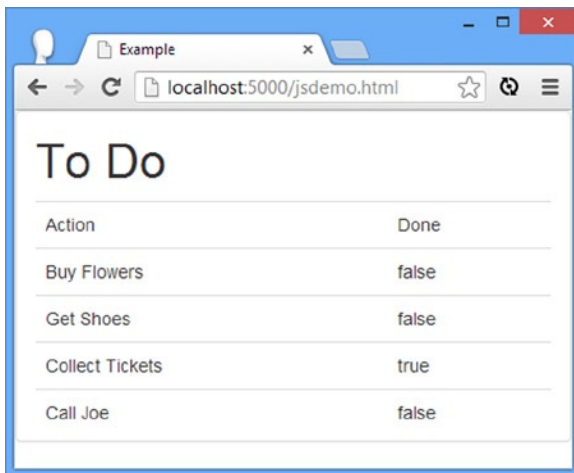 Example
localhost:5000/jsdemo.html
To Do
Action Done
Buy Flowers false
Get Shoes false
Collect Tickets true
Call Joe false